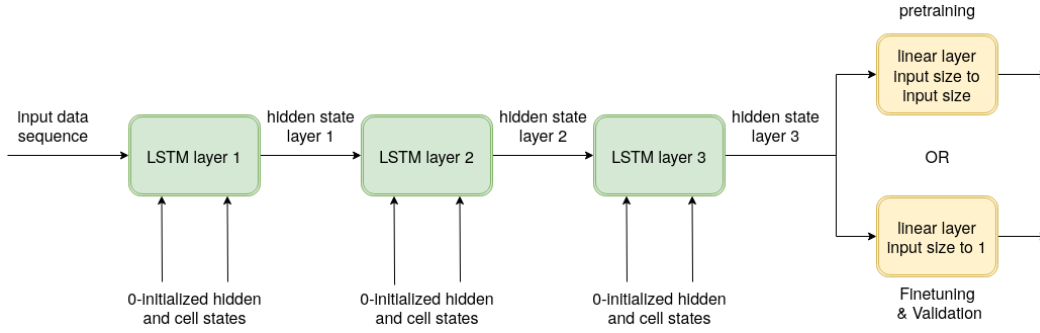 pretraining
linear layer
input size to
input size
input data
sequence
LSTM layer 1
hidden state
layer 1
LSTM layer 2
hidden state
layer 2
LSTM layer 3
hidden state
layer 3
OR
linear layer
input size to 1
0-initialized hidden
and cell states
0-initialized hidden
and cell states
0-initialized hidden
and cell states
Finetuning
& Validation